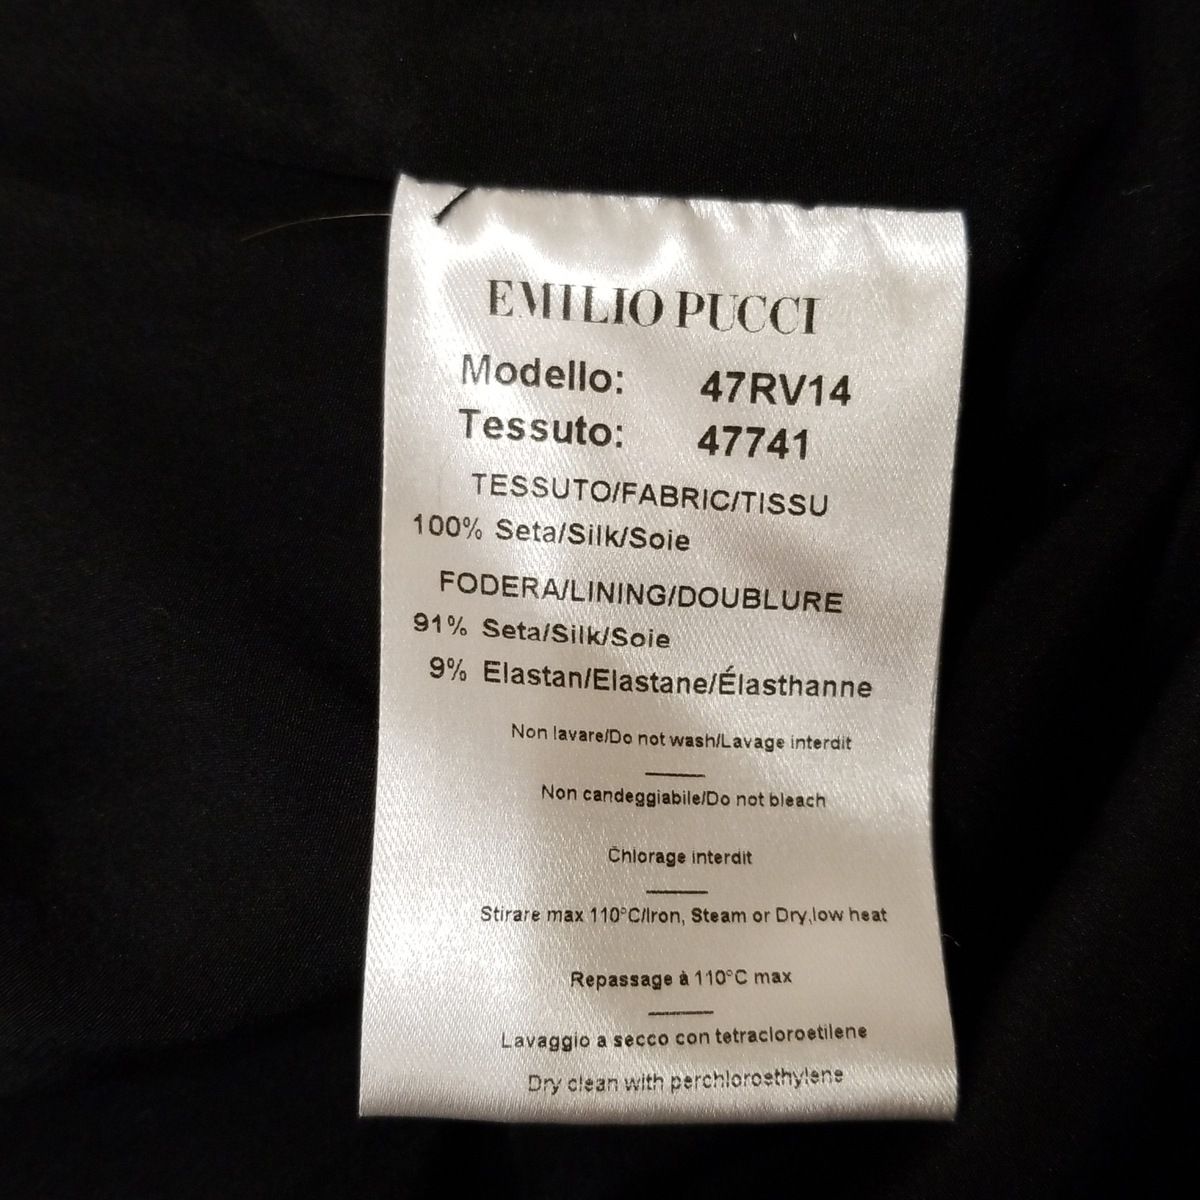 EMILIO PUCCI
Modello: 47RV14
Tessuto: 47741
TESSUTO/FABRIC/TISSU
100% Seta/Silk/Soie
FODERA/LINING/DOUBLURE
91% Seta/Silk/Soie
9% Elastan/Elastane/Élasthanne
Non lavare/Do not wash/Lavage interdit
Non candeggiabile/Do not bleach
Chlorage interdit
Stirare max 110°C/Iron, Steam or Dry,low heat
Repassage à 110°C max
Lavaggio a secco con tetracloroetilene
Dry clean with perchloroethylene